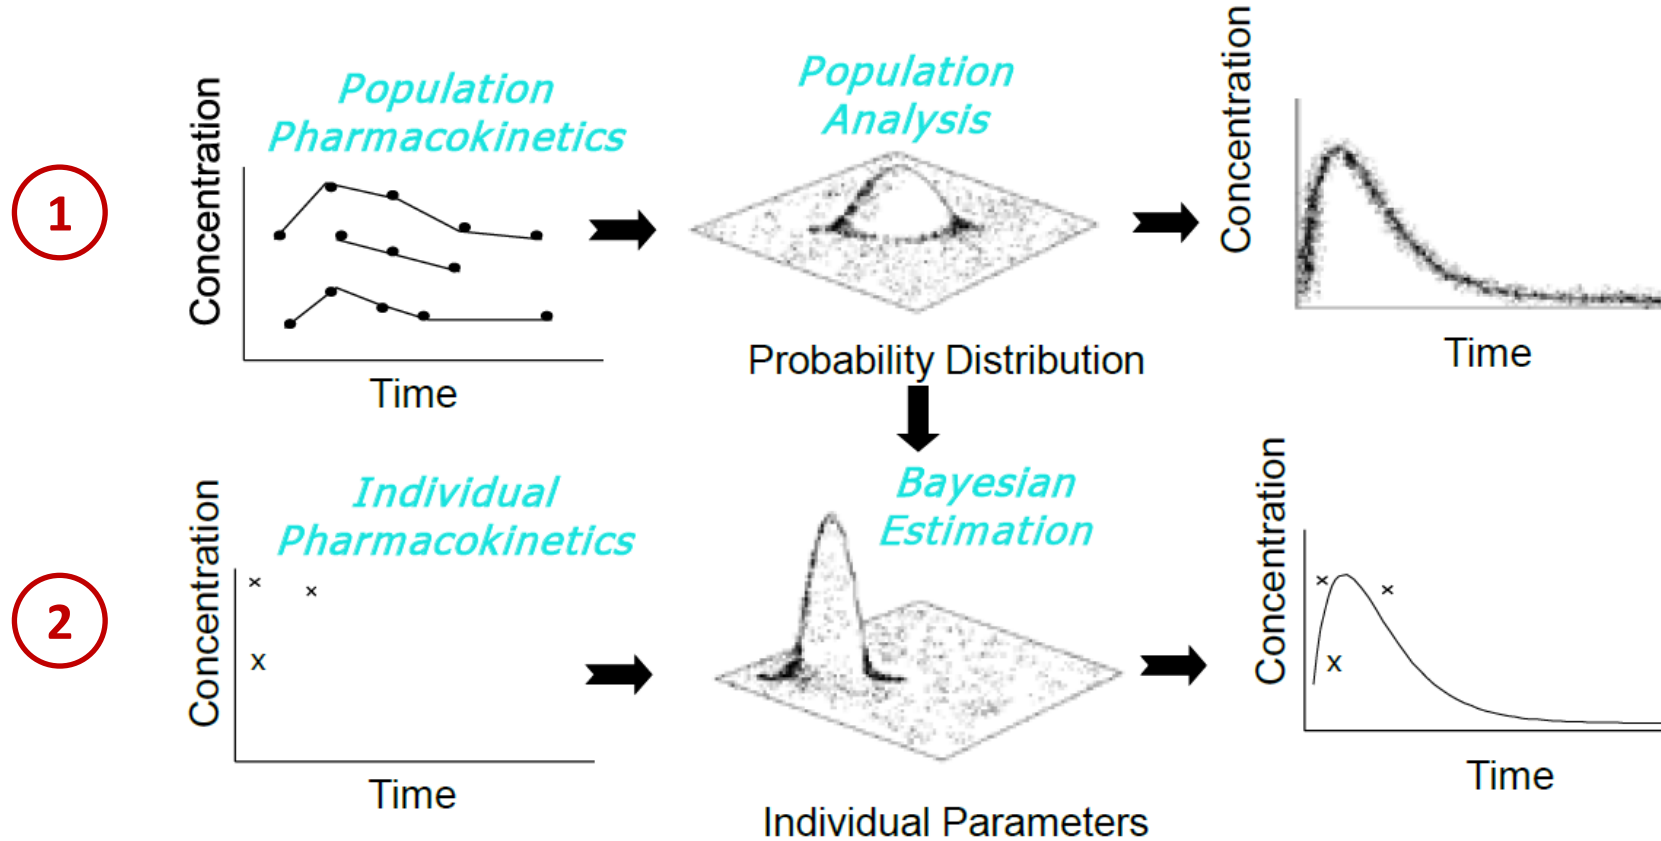 1
Concentration
Population
Pharmacokinetics
Time
Population
Analysis
Probability Distribution
Concentration
Time
2
Concentration
Individual
Pharmacokinetics
x
x
x
Time
Bayesian
Estimation
Individual Parameters
Concentration
x
x
x
Time